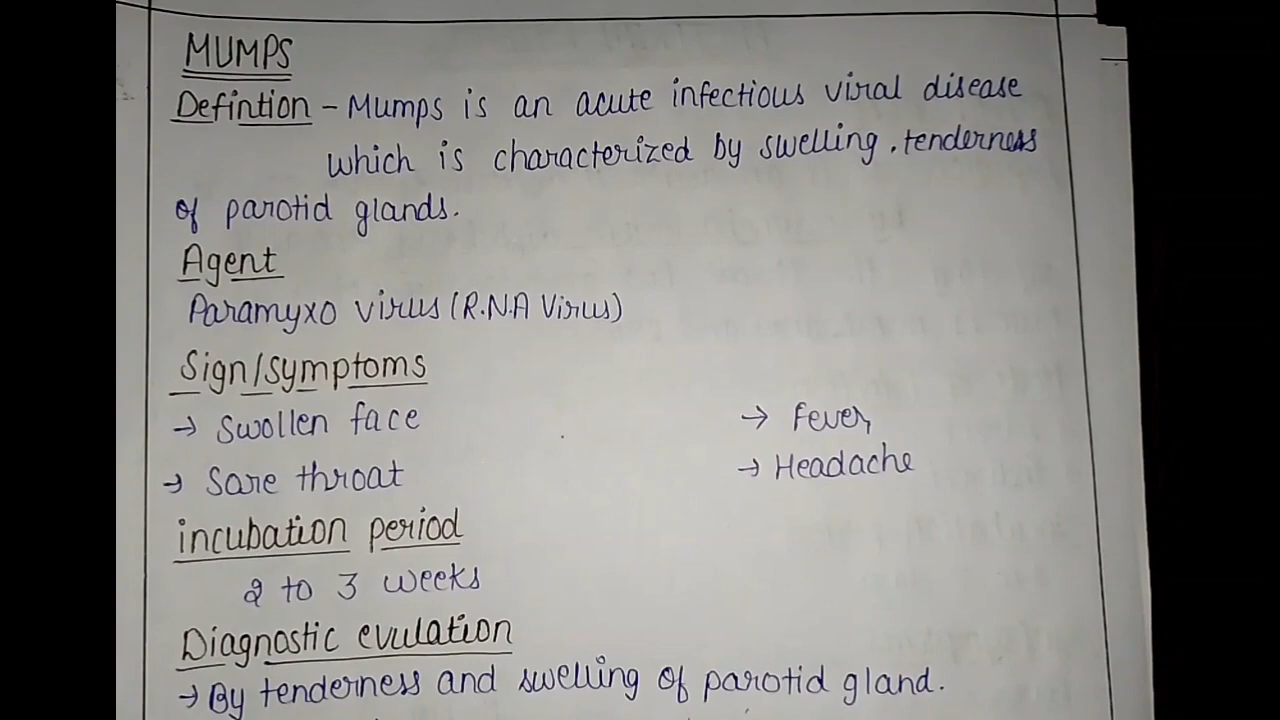 MUMPS
Defintion - Mumps is an acute infectious viral disease
which is characterized by swelling, tenderness
of parotid glands.
Agent
Paramyxo virus (R.N.A Virus)
Sign/symptoms
→ Swollen face → Fever,
→ Sore throat → Headache
incubation period
2 to 3 weeks
Diagnostic evulation
→ By tenderness and swelling of parotid gland.